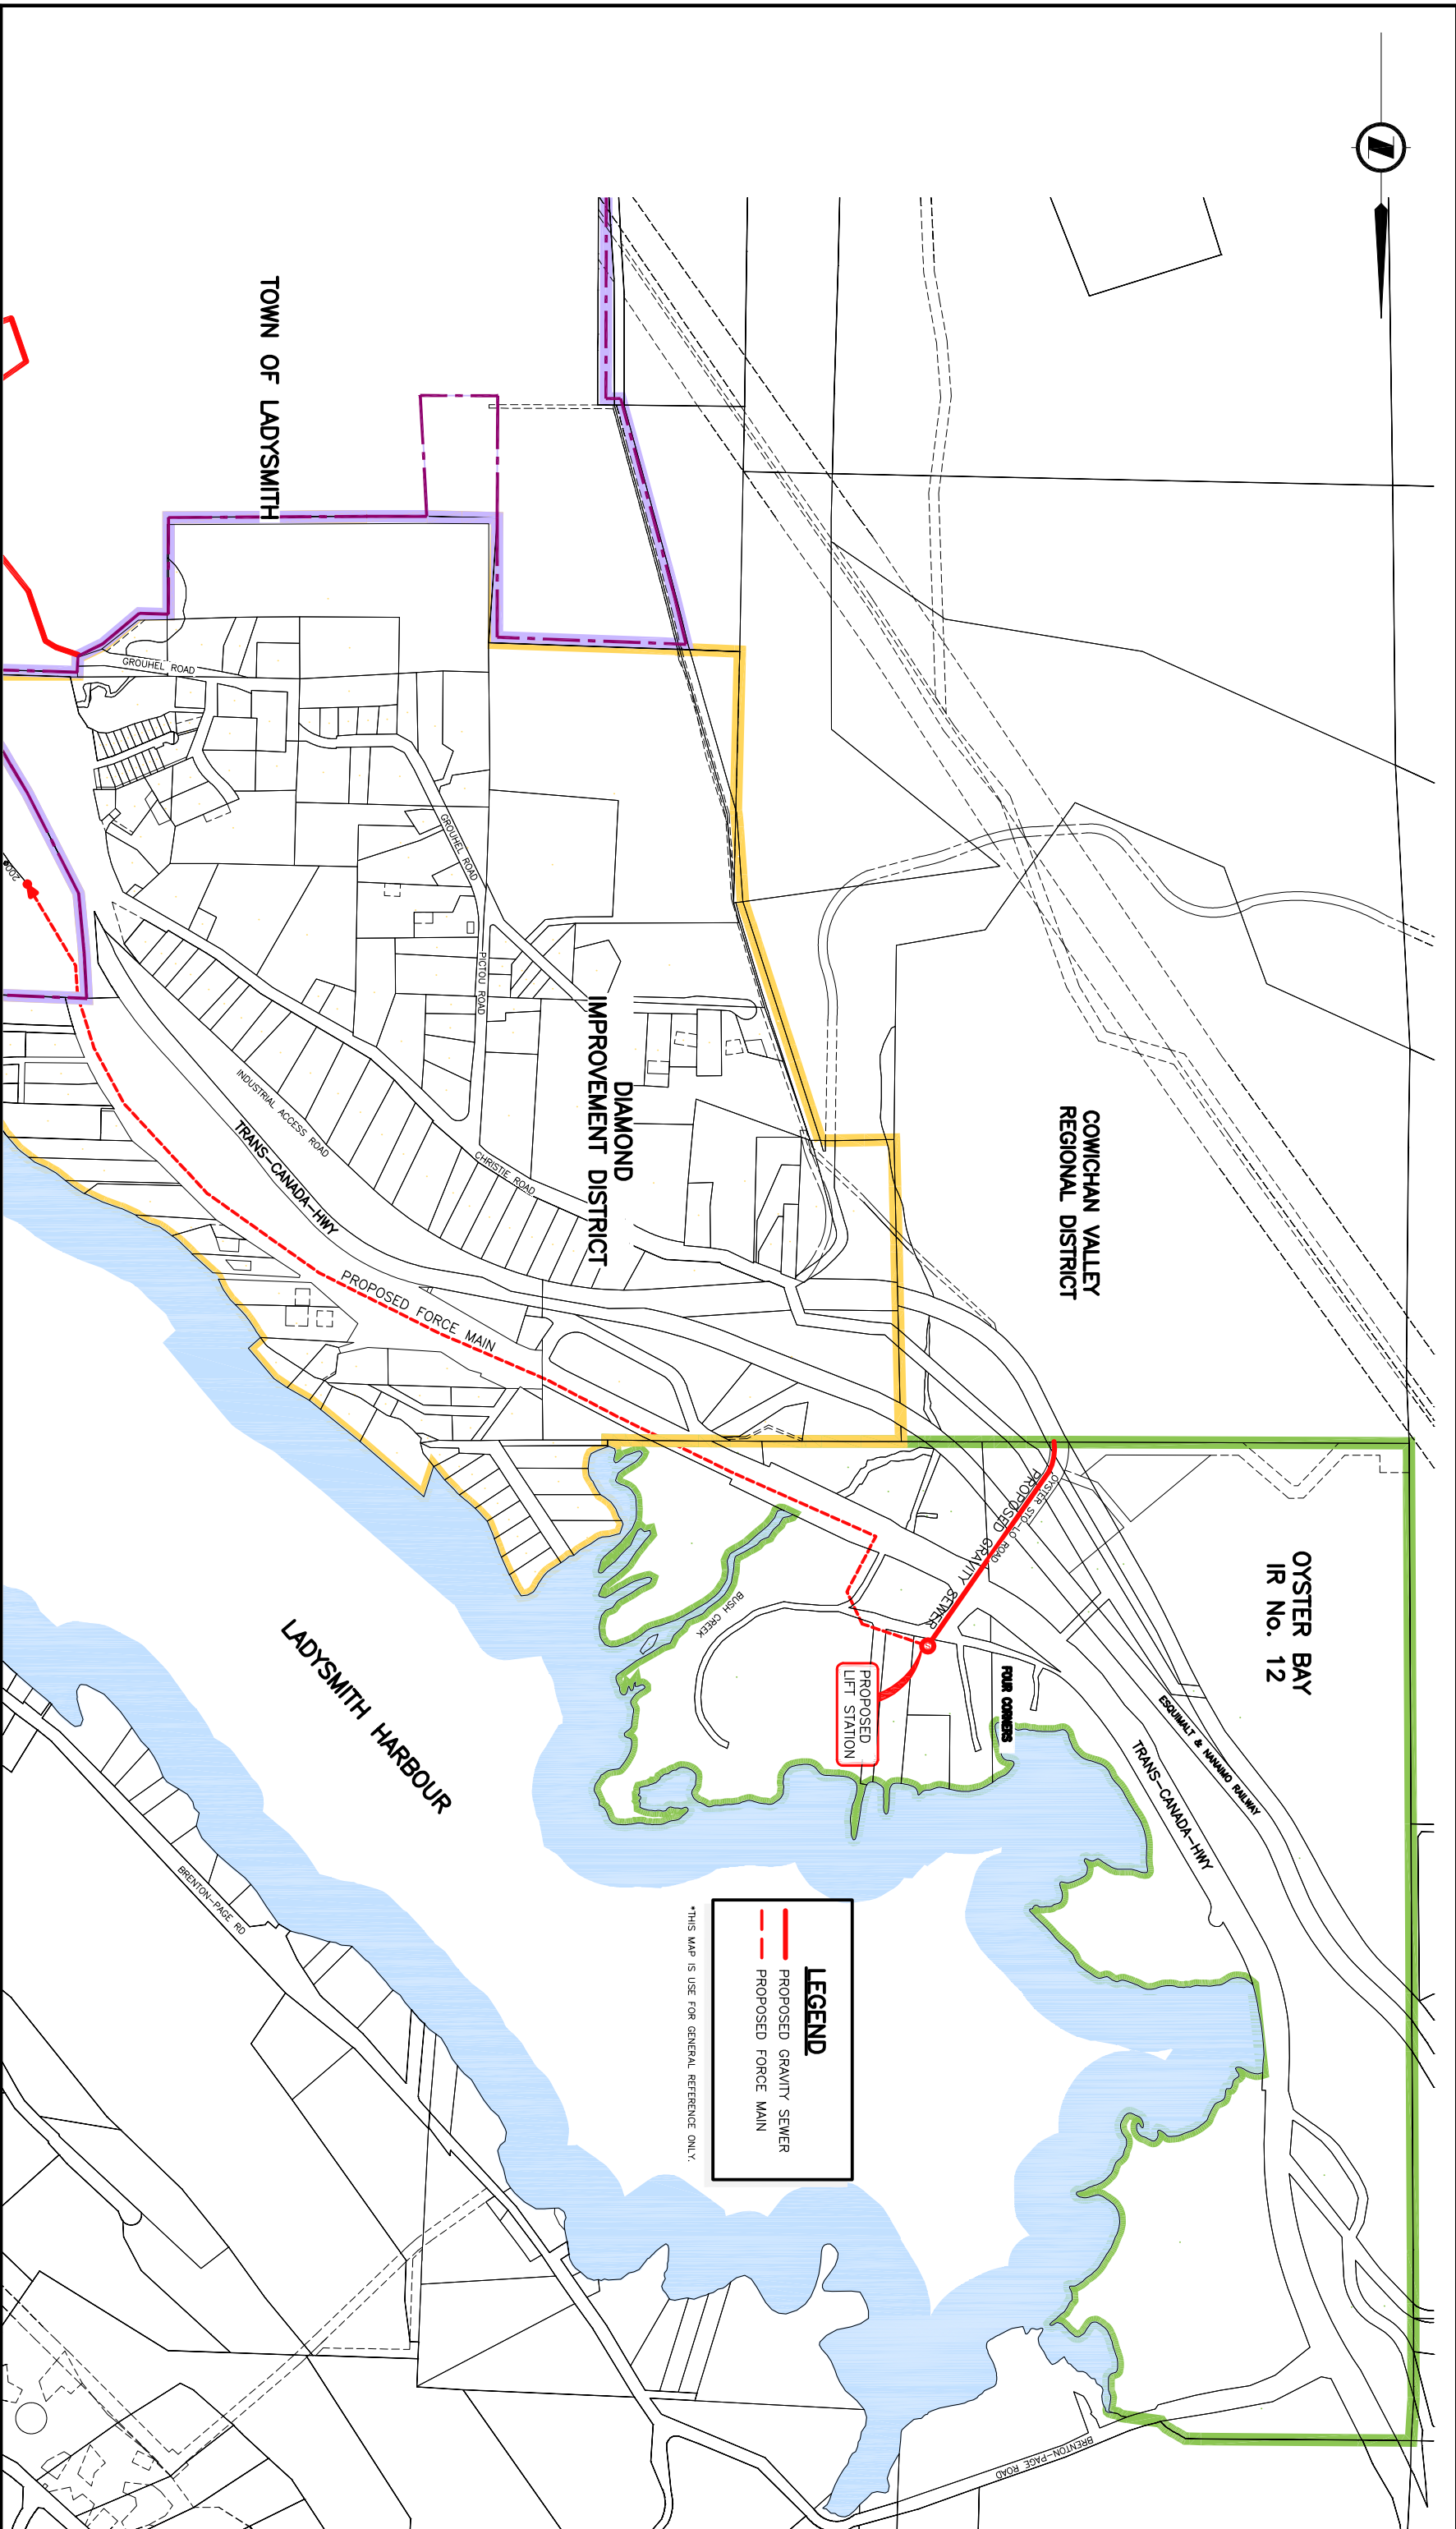 N
TOWN OF LADYSMITH
COWICHAN VALLEY
REGIONAL DISTRICT
OYSTER BAY
IR No. 12
DIAMOND
IMPROVEMENT DISTRICT
GROUHEL ROAD
GROUHEL ROAD
PICTOU ROAD
CHRISTIE ROAD
INDUSTRIAL ACCESS ROAD
TRANS-CANADA-HWY
PROPOSED FORCE MAIN
200ø
OYSTER STO-LO ROAD
PROPOSED GRAVITY SEWER
BUSH CREEK
PROPOSED
LIFT STATION
FOUR CORNERS
ESQUIMALT & NANAIMO RAILWAY
TRANS-CANADA-HWY
LADYSMITH HARBOUR
BRENTON-PAGE RD
BRENTON-PAGE ROAD
LEGEND
PROPOSED GRAVITY SEWER
PROPOSED FORCE MAIN
*THIS MAP IS USE FOR GENERAL REFERENCE ONLY.